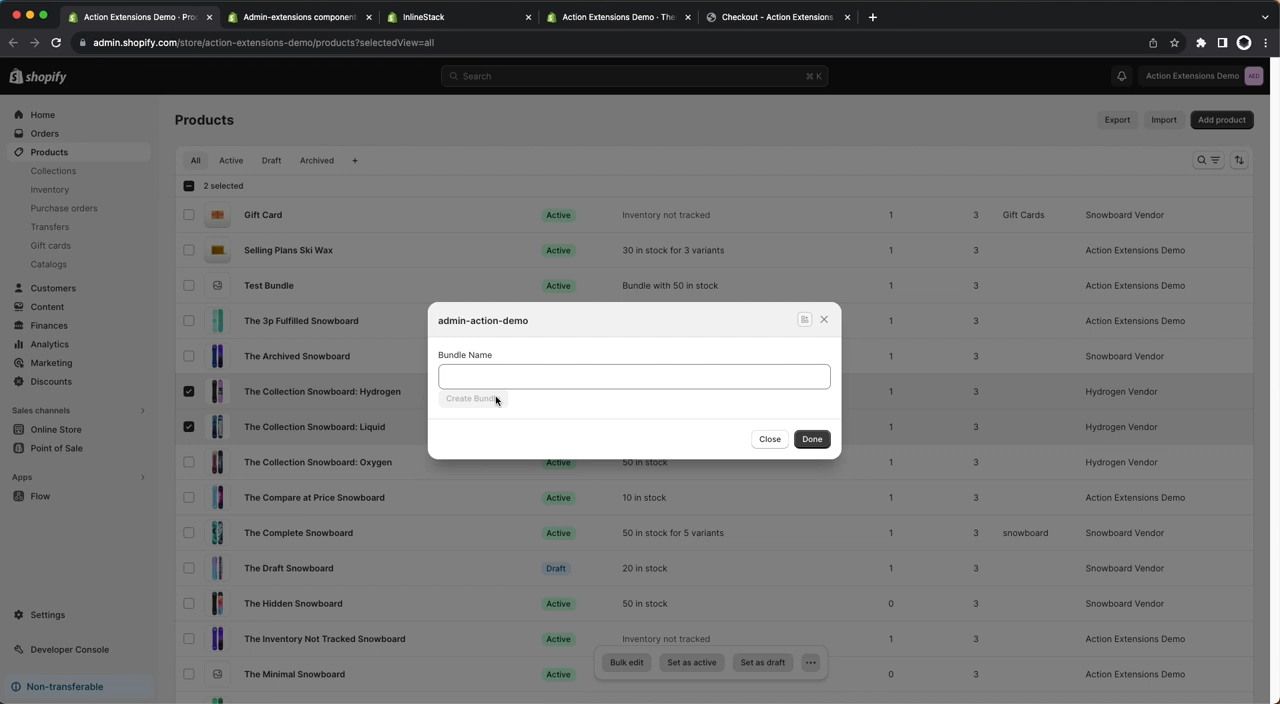 Action Extensions Demo · Pro
Admin-extensions component
InlineStack
Action Extensions Demo · The
Checkout - Action Extensions
admin.shopify.com/store/action-extensions-demo/products?selectedView=all
shopify
Search
⌘ K
Action Extensions Demo
AED
Home
Orders
Products
Collections
Inventory
Purchase orders
Transfers
Gift cards
Catalogs
Customers
Content
Finances
Analytics
Marketing
Discounts
Sales channels
Online Store
Point of Sale
Apps
Flow
Settings
Developer Console
Non-transferable
Products
Export Import Add product
All Active Draft Archived +
2 selected
Gift Card Active Inventory not tracked 1 3 Gift Cards Snowboard Vendor
Selling Plans Ski Wax Active 30 in stock for 3 variants 1 3 Action Extensions Demo
Test Bundle Active Bundle with 50 in stock 1 3 Action Extensions Demo
The 3p Fulfilled Snowboard 1 3 Action Extensions Demo
The Archived Snowboard 1 3 Snowboard Vendor
The Collection Snowboard: Hydrogen 1 3 Hydrogen Vendor
The Collection Snowboard: Liquid 1 3 Hydrogen Vendor
The Collection Snowboard: Oxygen Active 50 in stock 1 3 Hydrogen Vendor
The Compare at Price Snowboard Active 10 in stock 1 3 Action Extensions Demo
The Complete Snowboard Active 50 in stock for 5 variants 1 3 snowboard Snowboard Vendor
The Draft Snowboard Draft 20 in stock 1 3 Snowboard Vendor
The Hidden Snowboard Active 50 in stock 0 3 Snowboard Vendor
The Inventory Not Tracked Snowboard Active Inventory not tracked 1 3 Action Extensions Demo
The Minimal Snowboard Active 0 3 Snowboard Vendor
admin-action-demo
Bundle Name
Create Bundle
Close Done
Bulk edit Set as active Set as draft